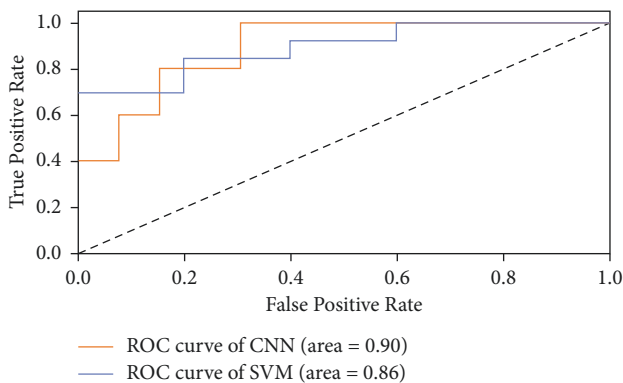 1.0
0.8
0.6
0.4
0.2
0.0
True Positive Rate
0.0 0.2 0.4 0.6 0.8 1.0
False Positive Rate
ROC curve of CNN (area = 0.90)
ROC curve of SVM (area = 0.86)